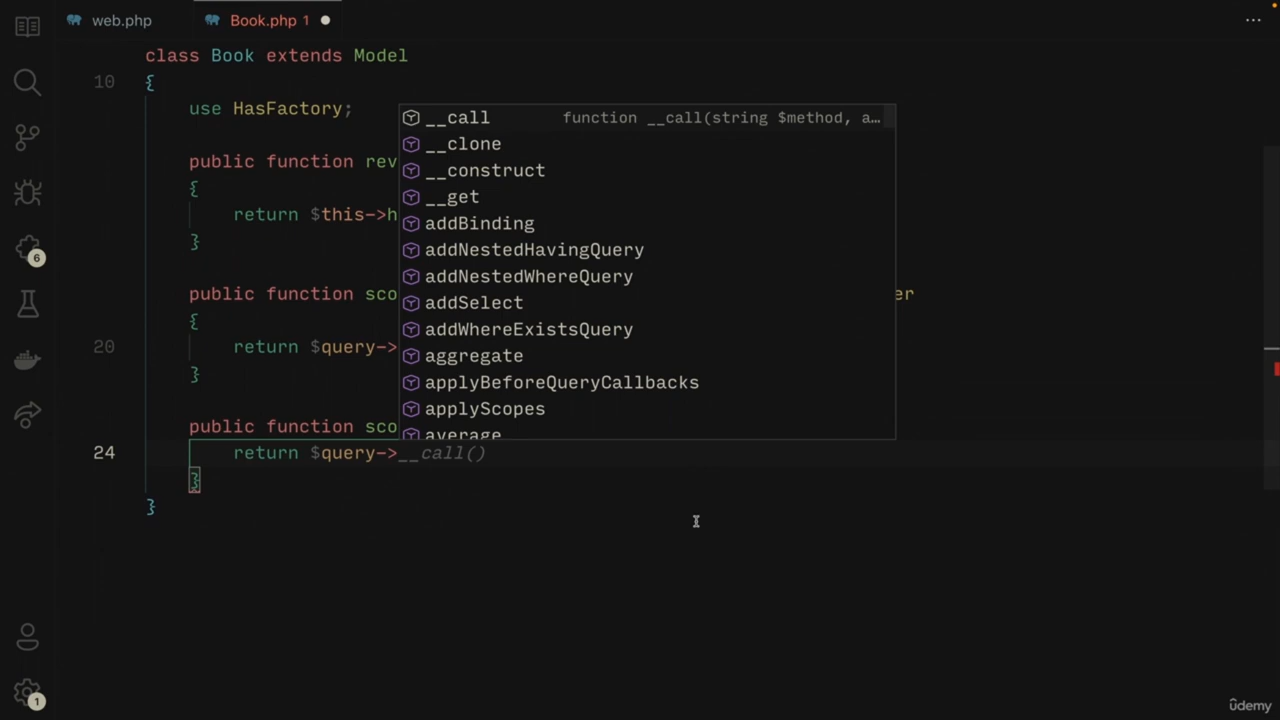 web.php
Book.php 1
class Book extends Model
10 {
use HasFactory;
public function rev
{
return $this->h
}
public function sco er
{
20 return $query->
}
public function sco
24 return $query->__call()
}
}
__call function __call(string $method, a…
__clone
__construct
__get
addBinding
addNestedHavingQuery
addNestedWhereQuery
addSelect
addWhereExistsQuery
aggregate
applyBeforeQueryCallbacks
applyScopes
average
6
1
ûdemy